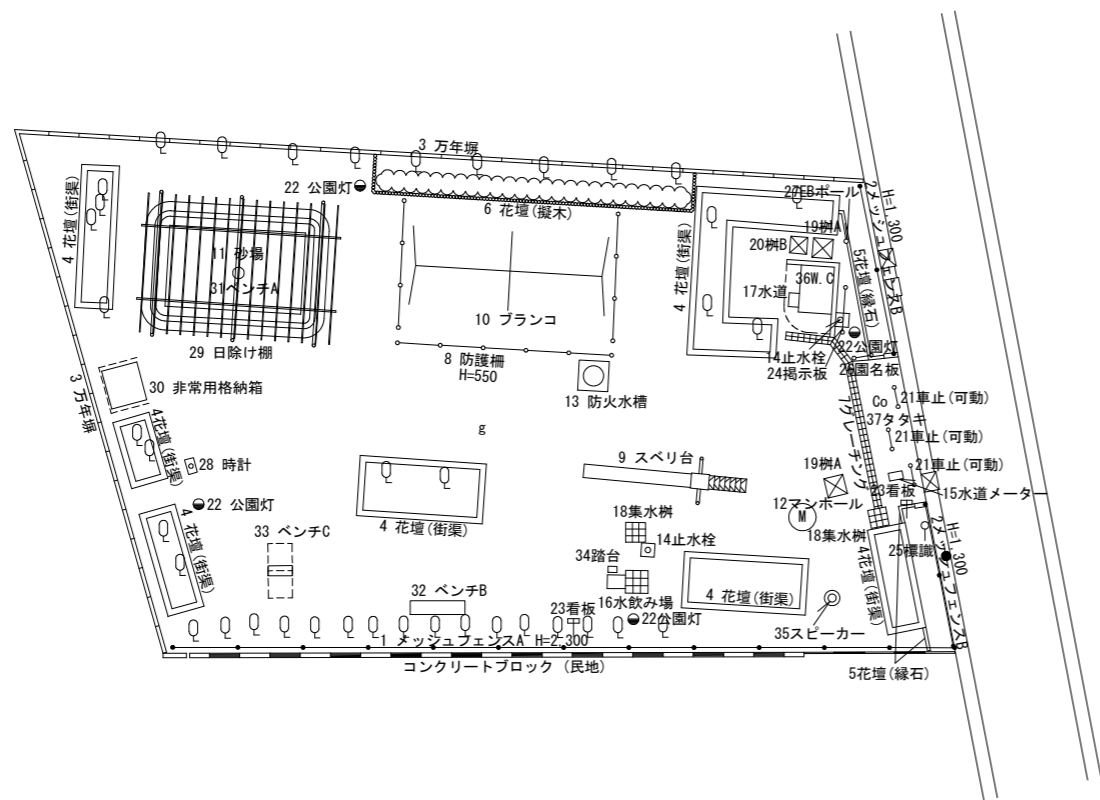 3 万年塀
22 公園灯
6 花壇(擬木)
27EBポール
19桝A
20桝B
36W.C
17水道
4 花壇(街渠)
5花壇(縁石)
2メッシュフェンスB
H=1,300
4 花壇(街渠)
11 砂場
31ベンチA
29 日除け棚
10 ブランコ
8 防護柵
H=550
14止水栓
24掲示板
22公園灯
26園名板
13 防火水槽
30 非常用格納箱
3 万年塀
4花壇(街渠)
28 時計
22 公園灯
4 花壇(街渠)
g
9 スベリ台
Co
37タタキ
21車止(可動)
21車止(可動)
21車止(可動)
7グレーチング
19桝A
23看板
15水道メーター
12マンホール
M
18集水桝
18集水桝
14止水栓
4 花壇(街渠)
33 ベンチC
34踏台
25標識
2メッシュフェンスB
H=1,300
4花壇(街渠)
32 ベンチB
16水飲み場
4 花壇(街渠)
23看板
22公園灯
35スピーカー
1 メッシュフェンスA H=2,300
コンクリートブロック (民地)
5花壇(縁石)